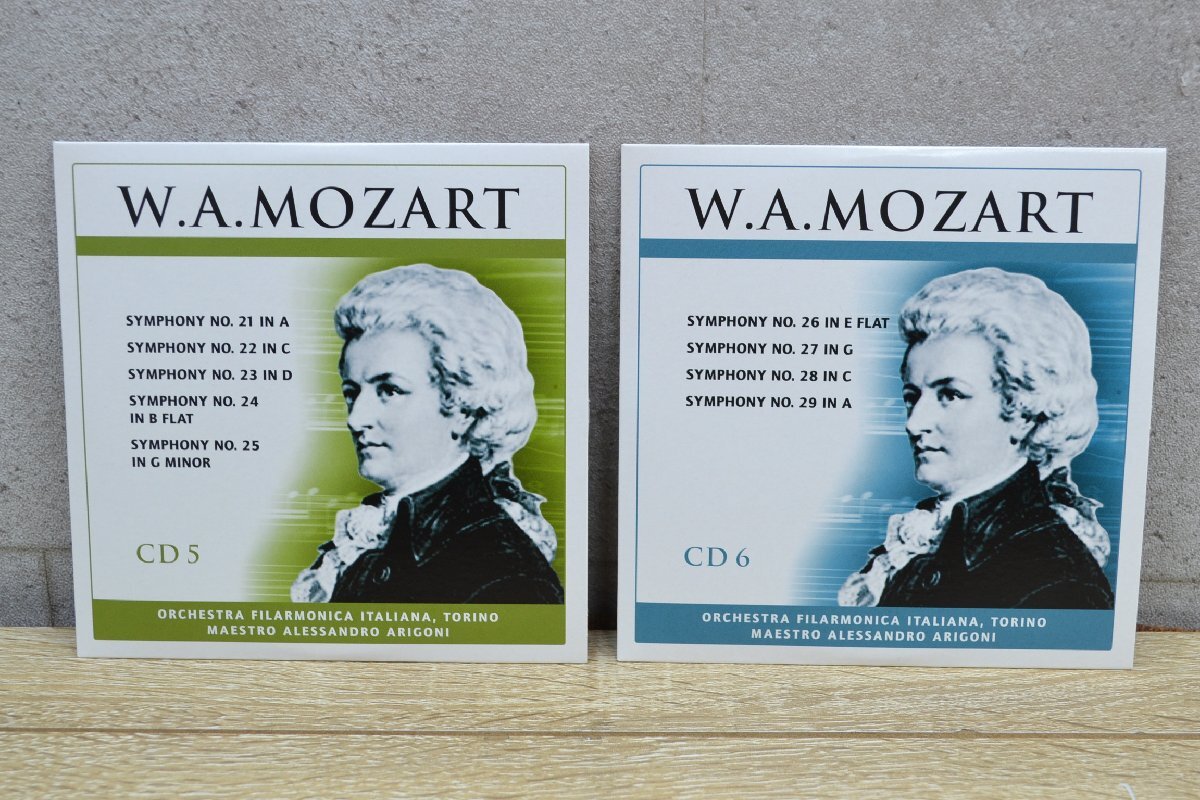 W.A.MOZART
SYMPHONY NO. 21 IN A
SYMPHONY NO. 22 IN C
SYMPHONY NO. 23 IN D
SYMPHONY NO. 24
IN B FLAT
SYMPHONY NO. 25
IN G MINOR
CD 5
ORCHESTRA FILARMONICA ITALIANA, TORINO
MAESTRO ALESSANDRO ARIGONI
W.A.MOZART
SYMPHONY NO. 26 IN E FLAT
SYMPHONY NO. 27 IN G
SYMPHONY NO. 28 IN C
SYMPHONY NO. 29 IN A
CD 6
ORCHESTRA FILARMONICA ITALIANA, TORINO
MAESTRO ALESSANDRO ARIGONI